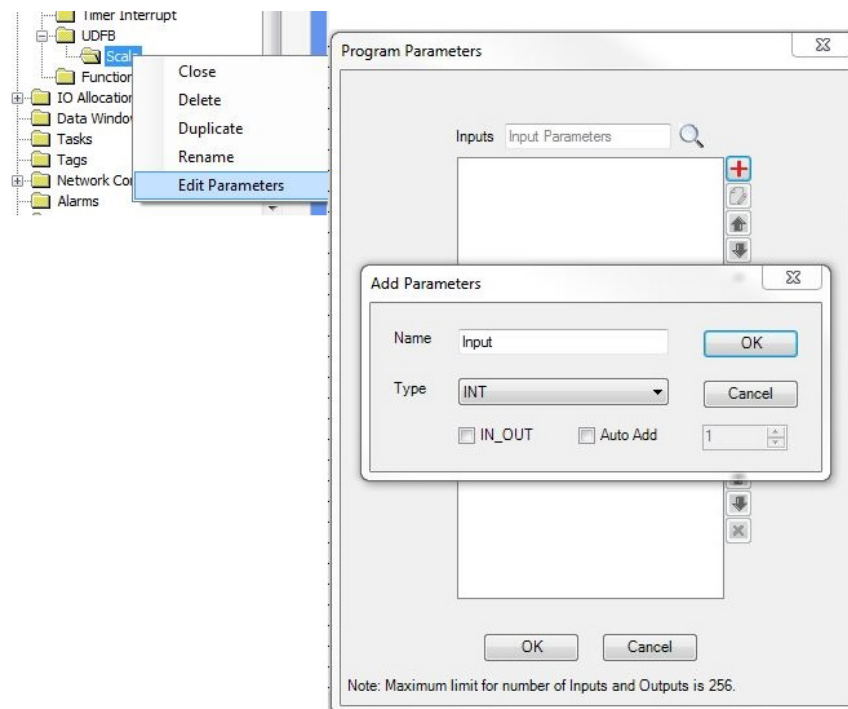 Timer Interrupt
UDFB
Scale
Function
IO Allocation
Data Window
Tasks
Tags
Network Co
Alarms
Close
Delete
Duplicate
Rename
Edit Parameters
Program Parameters
Inputs Input Parameters
Add Parameters
Name Input OK
Type INT Cancel
IN_OUT Auto Add 1
OK Cancel
Note: Maximum limit for number of Inputs and Outputs is 256.